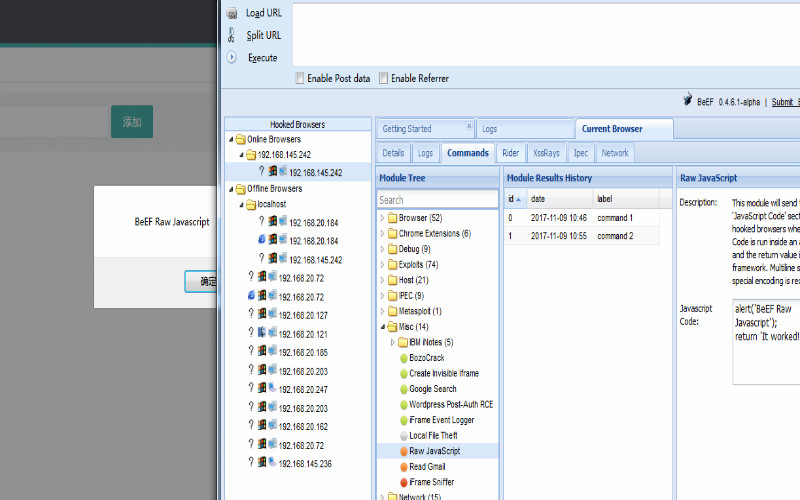 Load URL
Split URL
Execute
Enable Post data
Enable Referrer
BeEF 0.4.6.1-alpha | Submit
添加
BeEF Raw Javascript
确定
Hooked Browsers
Online Browsers
192.168.145.242
192.168.145.242
Offline Browsers
localhost
? 192.168.20.184
192.168.20.184
? 192.168.145.242
? 192.168.20.72
192.168.20.72
? 192.168.20.127
? 192.168.20.121
? 192.168.20.185
? 192.168.20.203
? 192.168.20.247
? 192.168.20.203
? 192.168.20.162
? 192.168.20.72
? 192.168.145.236
Getting Started
Logs
Current Browser
Details
Logs
Commands
Rider
XssRays
Ipec
Network
Module Tree
Search
Browser (52)
Chrome Extensions (6)
Debug (9)
Exploits (74)
Host (21)
IPEC (9)
Metasploit (1)
Misc (14)
IBM iNotes (5)
BozoCrack
Create Invisible Iframe
Google Search
Wordpress Post-Auth RCE
iFrame Event Logger
Local File Theft
Raw JavaScript
Read Gmail
iFrame Sniffer
Network (15)
Module Results History
id date label
0 2017-11-09 10:46 command 1
1 2017-11-09 10:55 command 2
Raw JavaScript
Description:
This module will send
'JavaScript Code' sect
hooked browsers whe
Code is run inside an a
and the return value i
framework. Multiline s
special encoding is rec
Javascript
Code:
alert('BeEF Raw
Javascript');
return 'It worked!